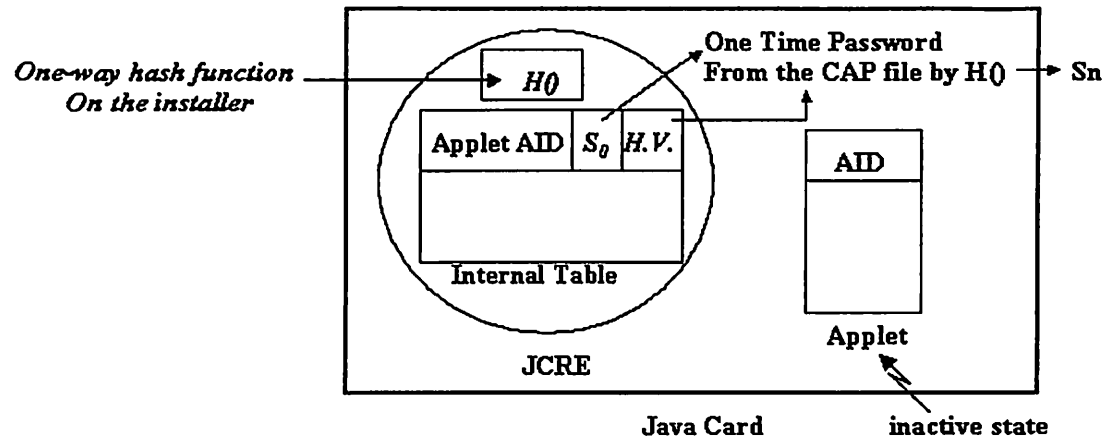 One-way hash function
On the installer
H()
One Time Password
From the CAP file by H()
Sn
Applet AID
S0
H.V.
Internal Table
JCRE
AID
Applet
Java Card
inactive state